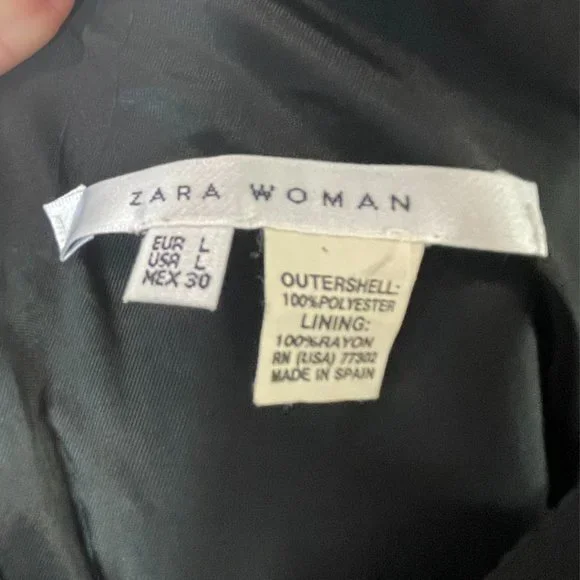 ZARA WOMAN
EUR L
USA L
MEX 30
OUTERSHELL:
100%POLYESTER
LINING:
100%RAYON
RN (USA) 77302
MADE IN SPAIN